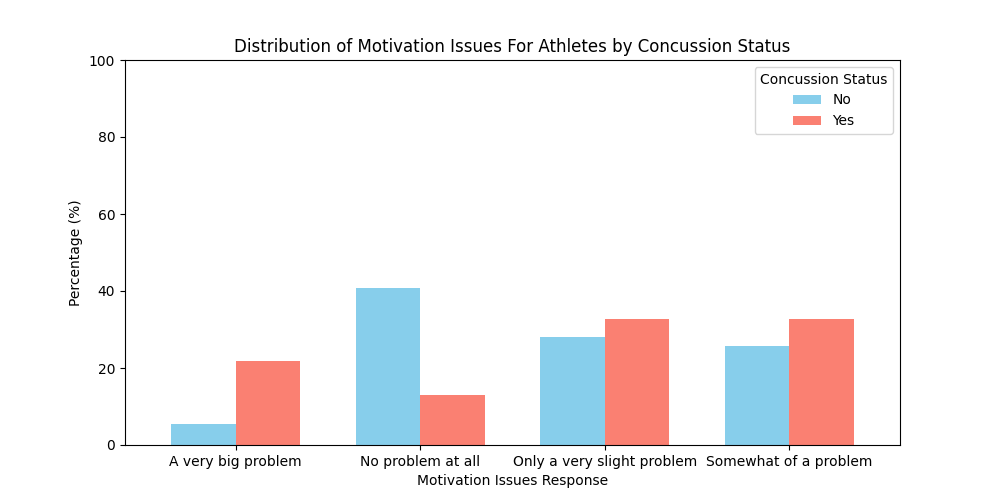 Distribution of Motivation Issues For Athletes by Concussion Status
100
80
60
40
20
0
Percentage (%)
Concussion Status
No
Yes
A very big problem
No problem at all
Only a very slight problem
Somewhat of a problem
Motivation Issues Response